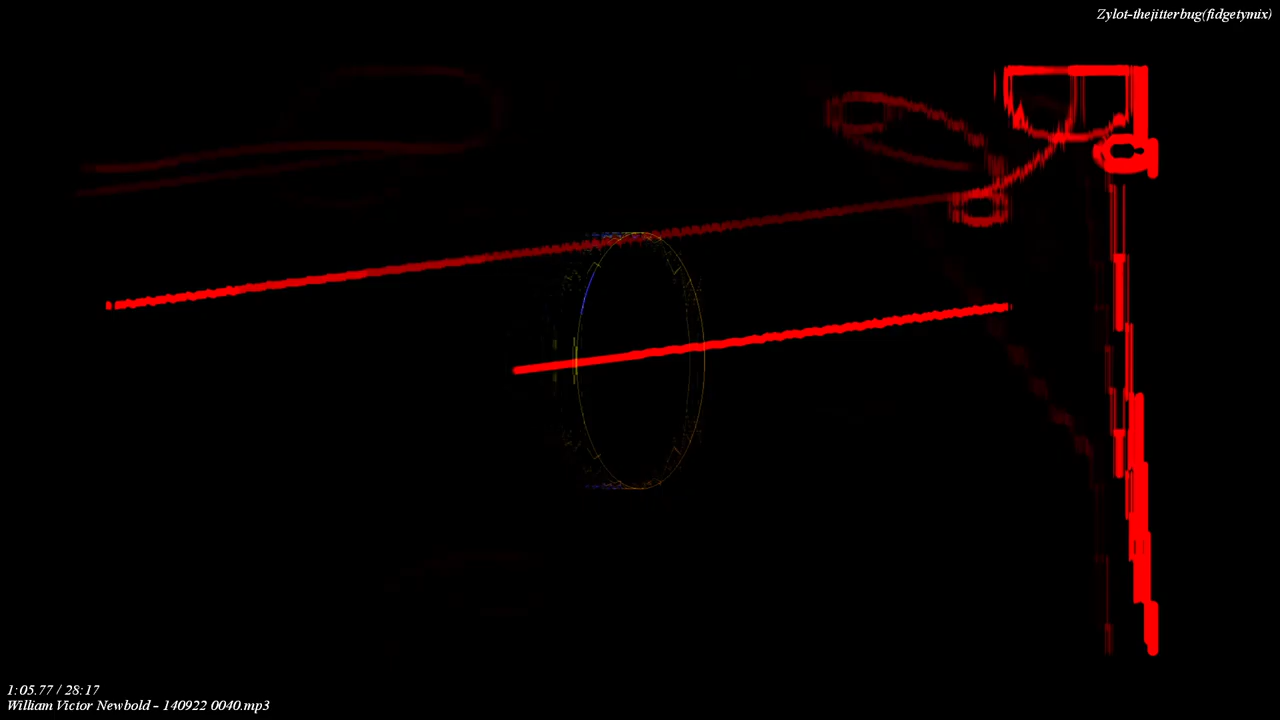 Zylot-thejitterbug(fidgetymix)
1:05.77 / 28:17
William Victor Newbold - 140922 0040.mp3